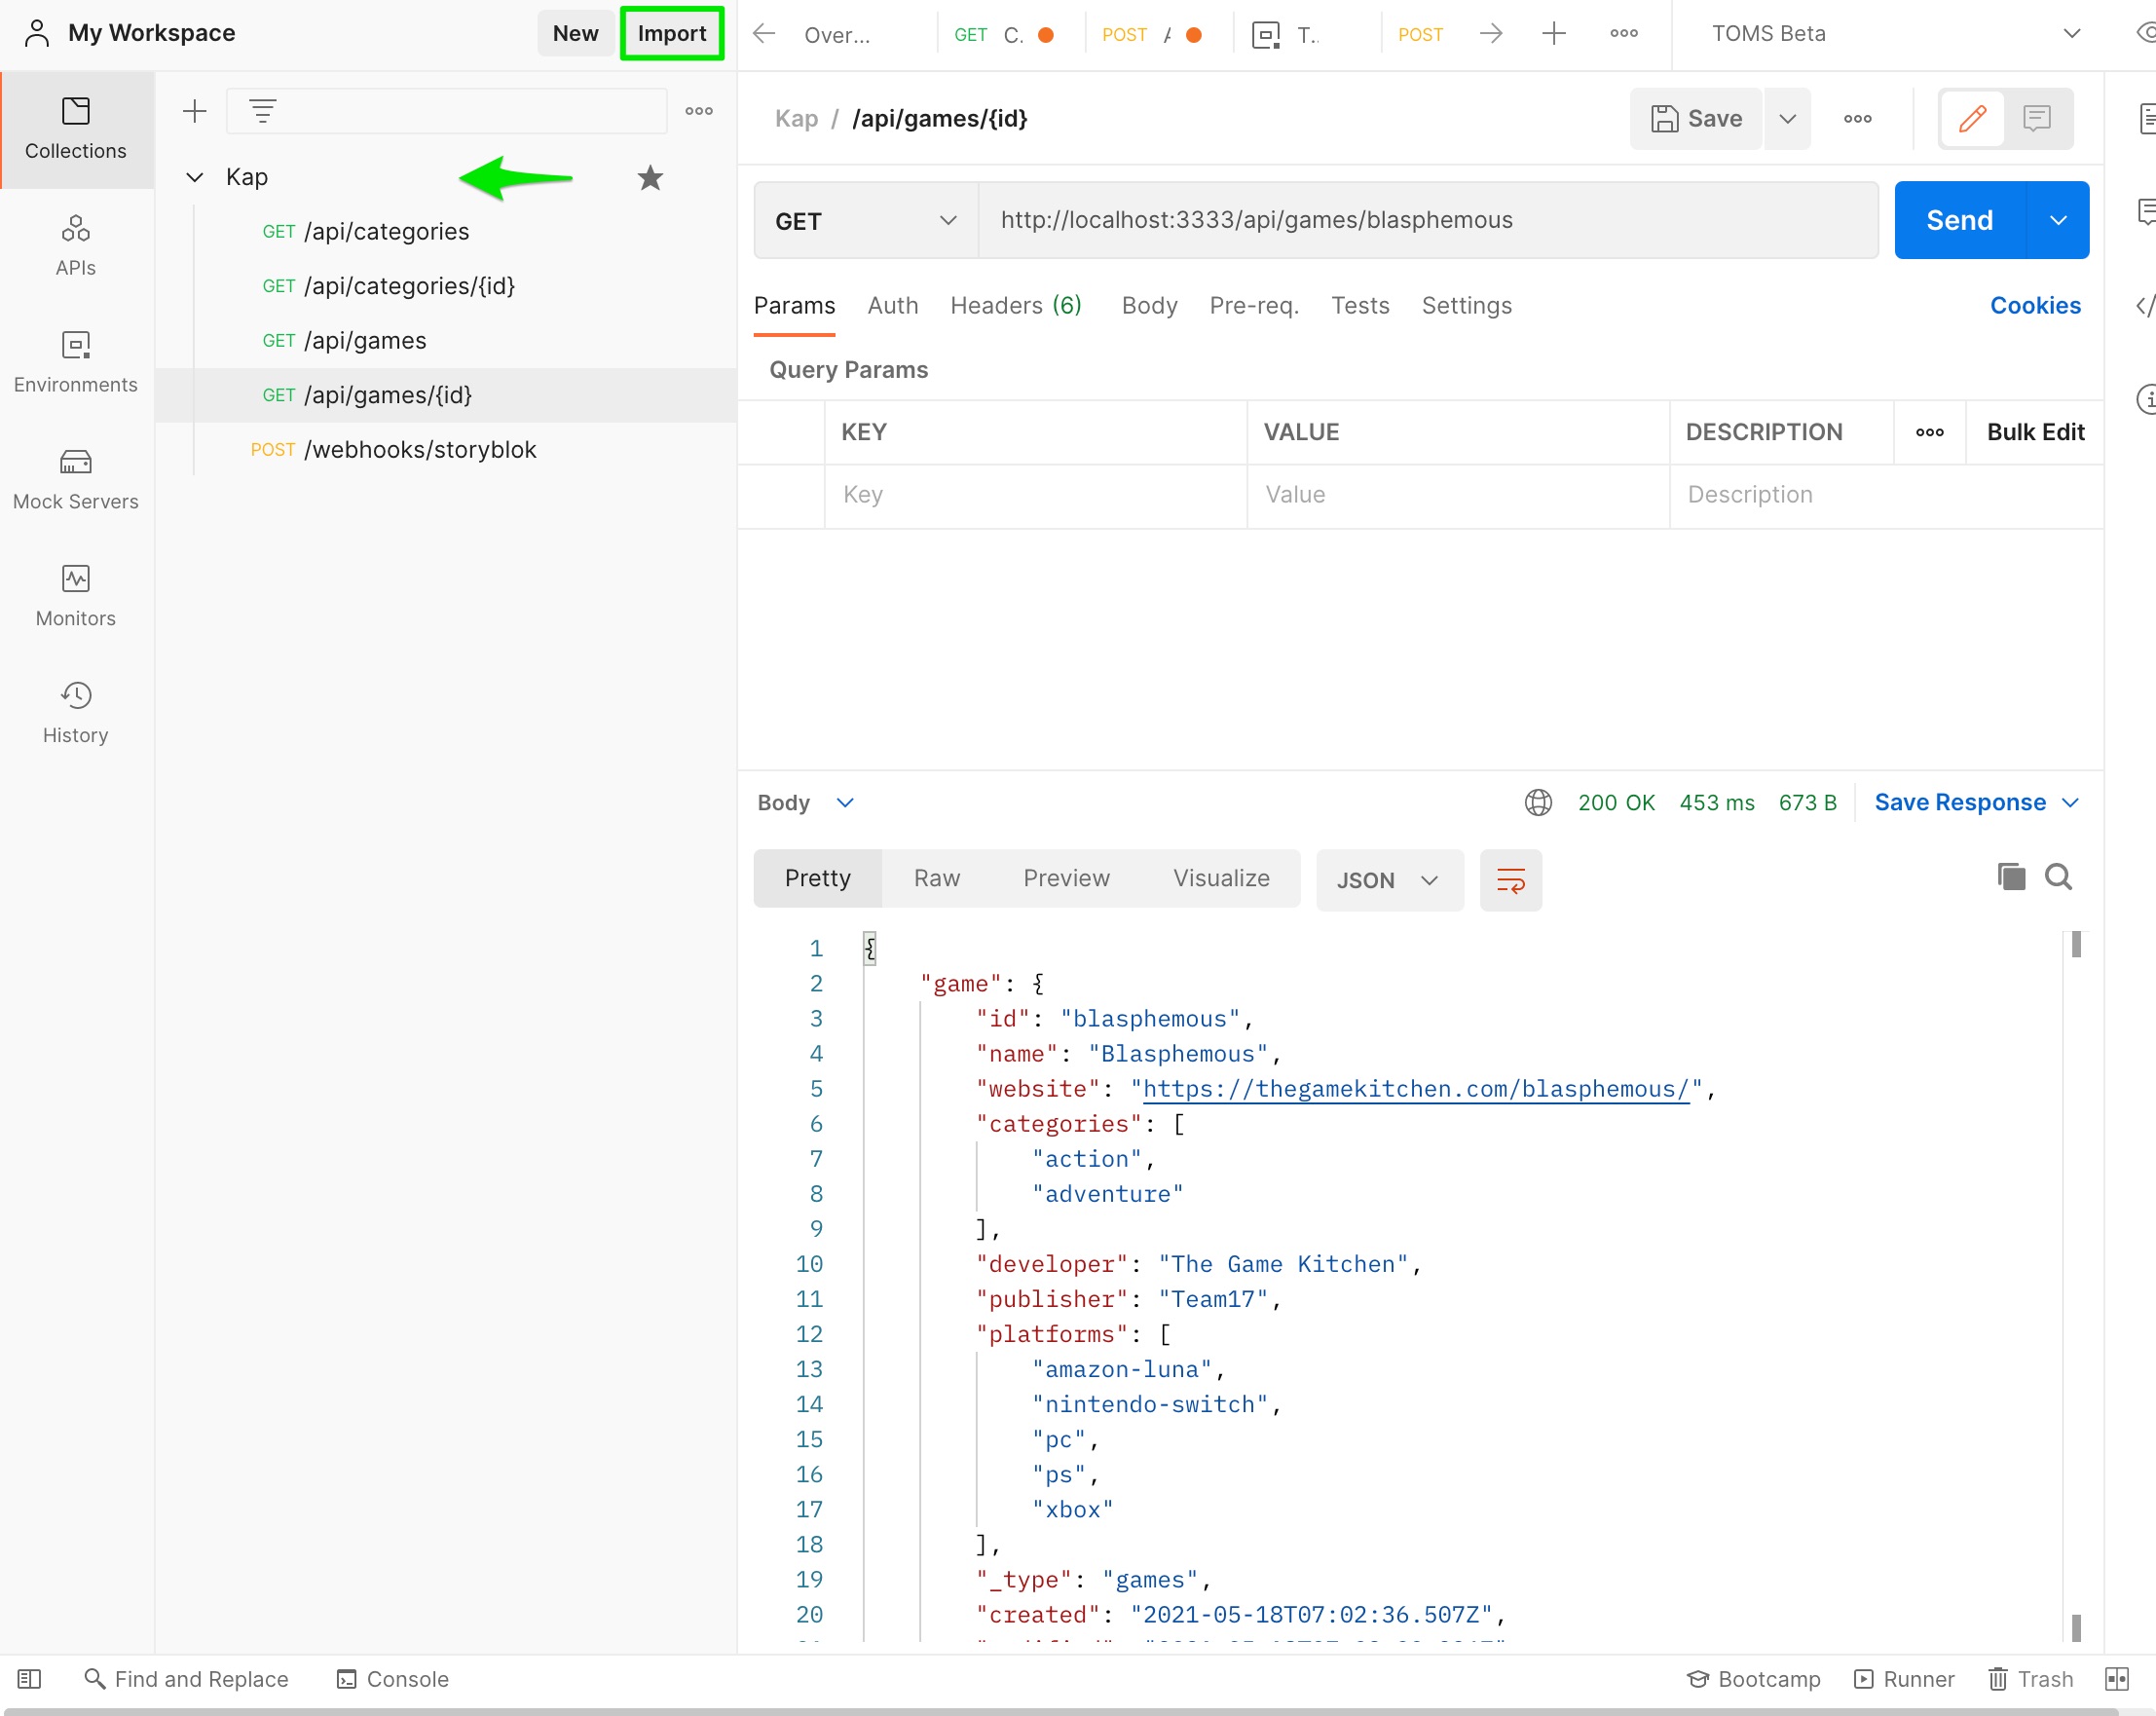 My Workspace
New
Import
Over...
GET C.
POST
T..
POST
TOMS Beta
Collections
APIs
Environments
Mock Servers
Monitors
History
Kap
GET /api/categories
GET /api/categories/{id}
GET /api/games
GET /api/games/{id}
POST /webhooks/storyblok
Kap / /api/games/{id}
Save
GET
http://localhost:3333/api/games/blasphemous
Send
Params Auth Headers (6) Body Pre-req. Tests Settings
Cookies
Query Params
KEY VALUE DESCRIPTION Bulk Edit
Key Value Description
Body
200 OK 453 ms 673 B Save Response
Pretty Raw Preview Visualize JSON
1 {
2 "game": {
3 "id": "blasphemous",
4 "name": "Blasphemous",
5 "website": "https://thegamekitchen.com/blasphemous/",
6 "categories": [
7 "action",
8 "adventure"
9 ],
10 "developer": "The Game Kitchen",
11 "publisher": "Team17",
12 "platforms": [
13 "amazon-luna",
14 "nintendo-switch",
15 "pc",
16 "ps",
17 "xbox"
18 ],
19 "_type": "games",
20 "created": "2021-05-18T07:02:36.507Z",
Find and Replace
Console
Bootcamp
Runner
Trash